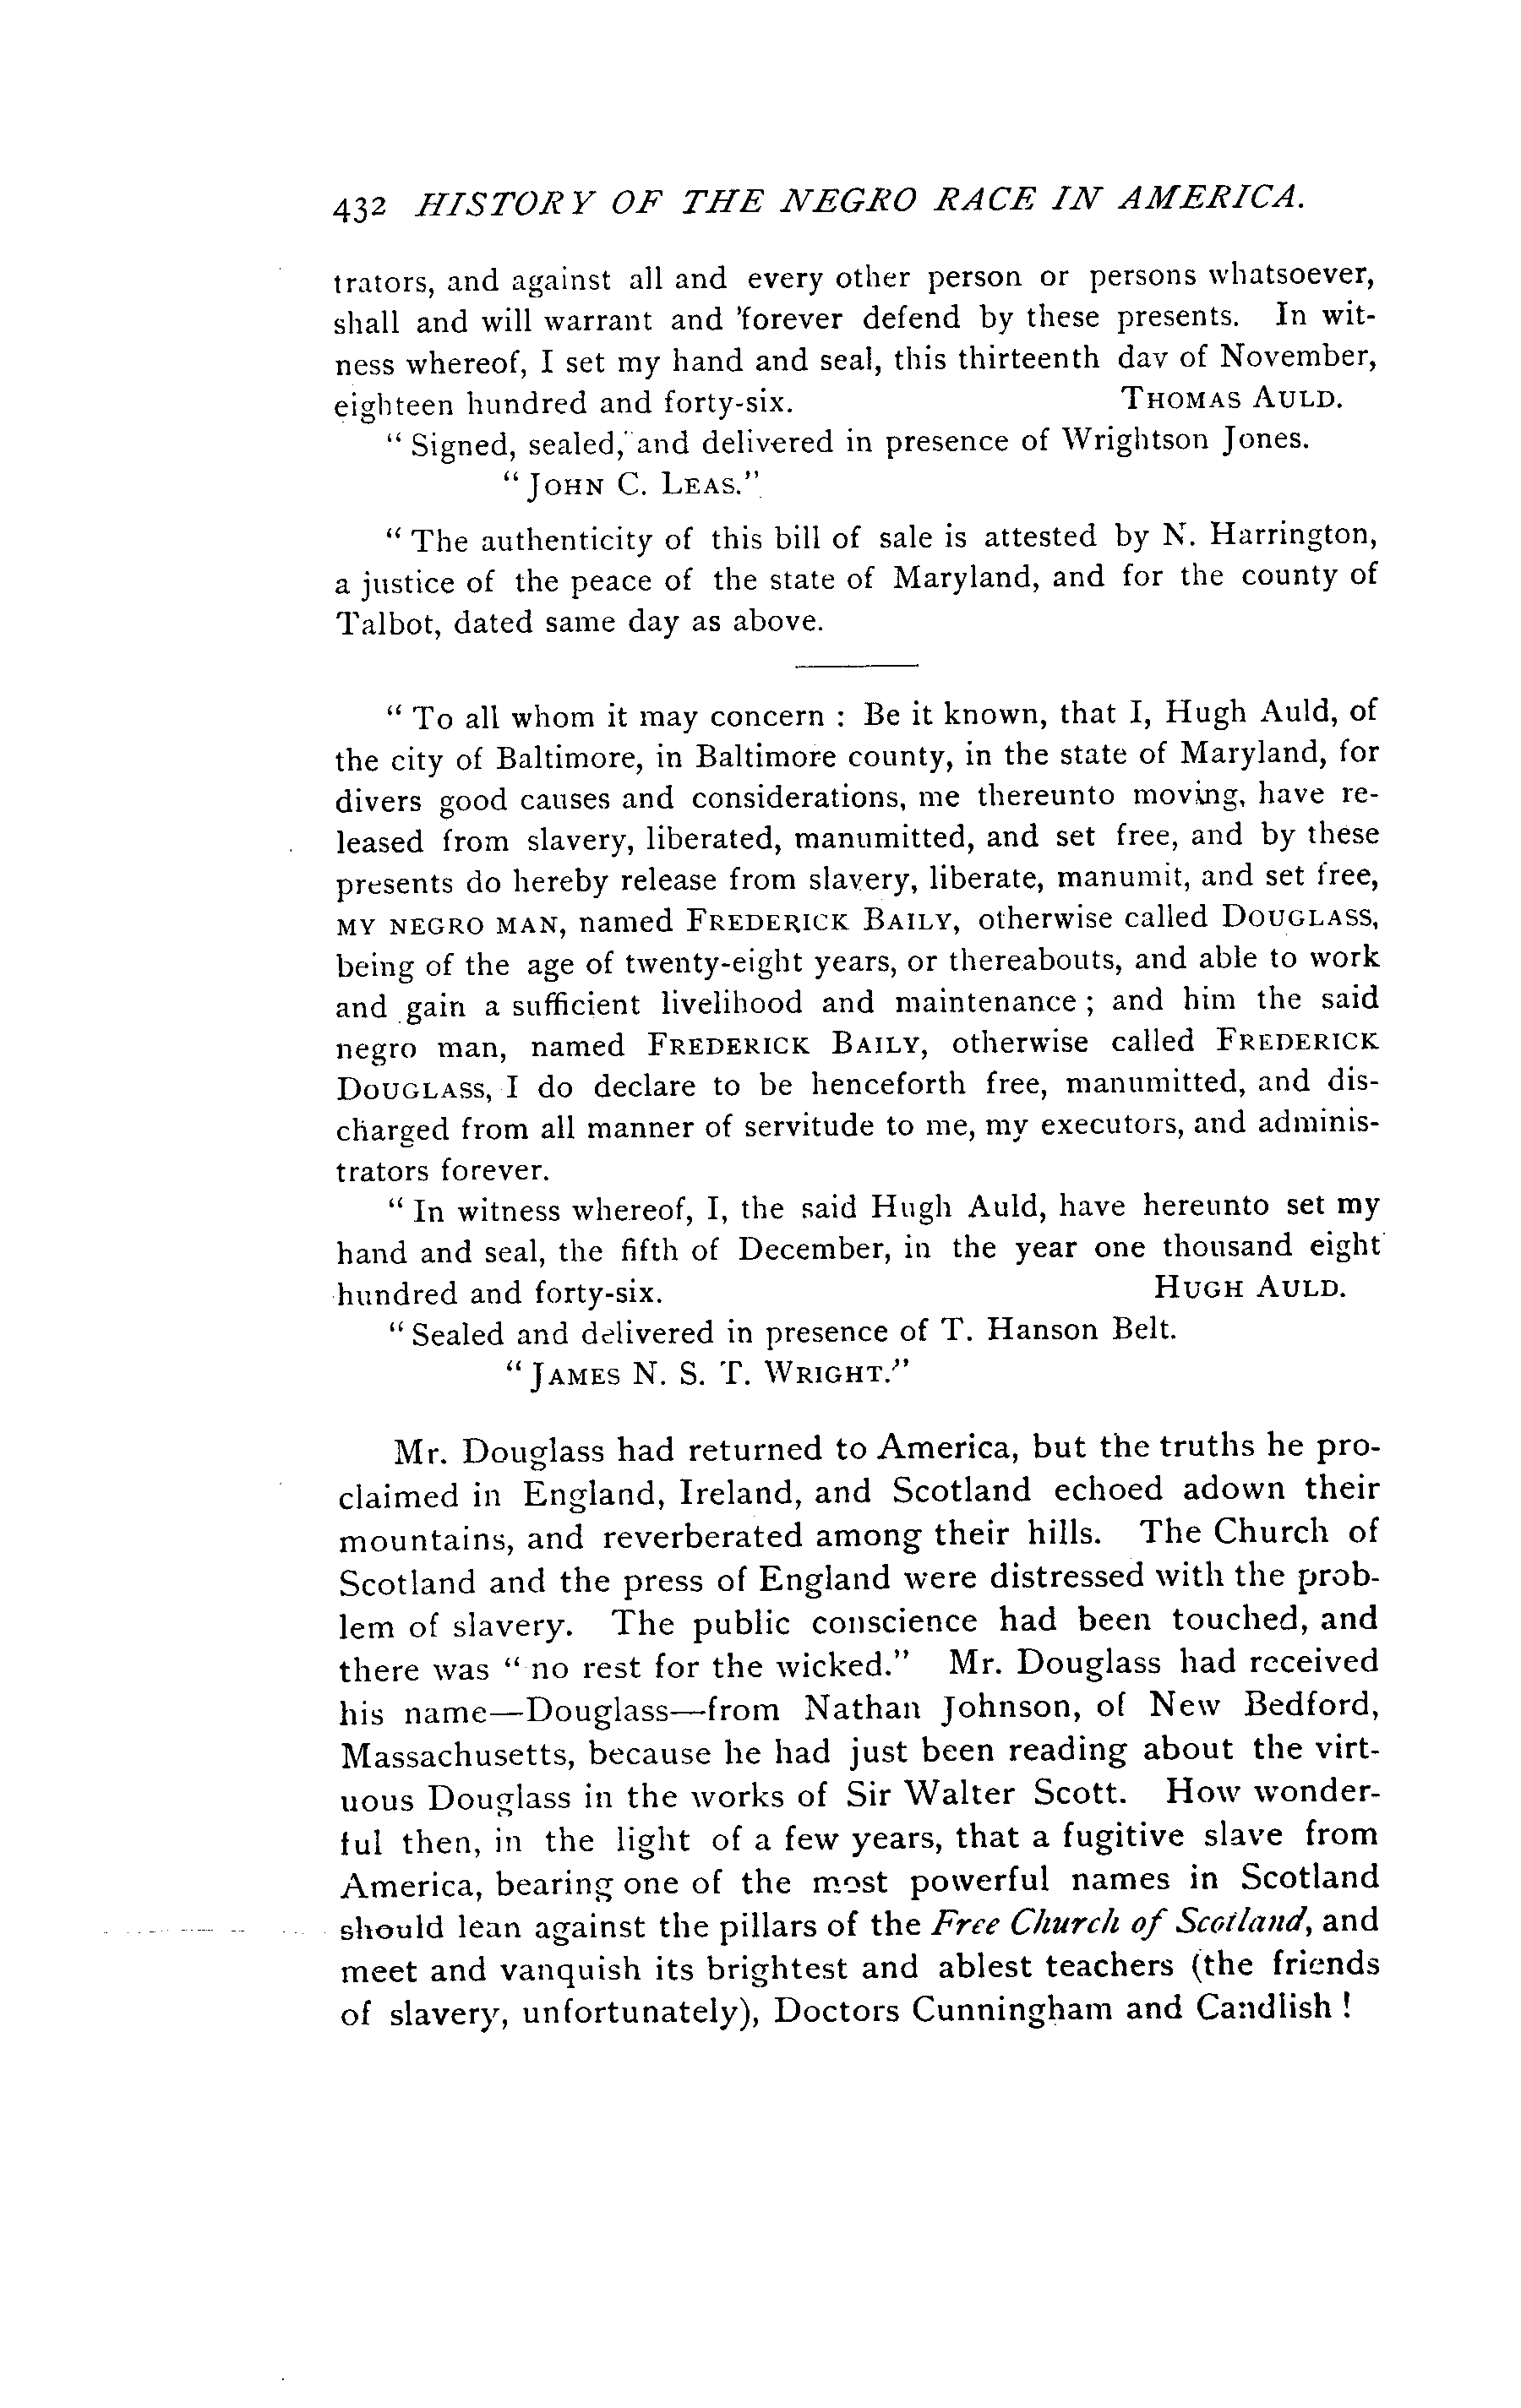 432 HISTORY OF THE NEGRO RACE IN AMERICA.
trators, and against all and every other person or persons whatsoever,
shall and will warrant and 'forever defend by these presents. In wit-
ness whereof, I set my hand and seal, this thirteenth day of November,
eighteen hundred and forty-six. THOMAS AULD.
" Signed, sealed, and delivered in presence of Wrightson Jones.
" JOHN C. LEAS."
" The authenticity of this bill of sale is attested by N. Harrington,
a justice of the peace of the state of Maryland, and for the county of
Talbot, dated same day as above.
" To all whom it may concern : Be it known, that I, Hugh Auld, of
the city of Baltimore, in Baltimore county, in the state of Maryland, for
divers good causes and considerations, me thereunto moving, have re-
leased from slavery, liberated, manumitted, and set free, and by these
presents do hereby release from slavery, liberate, manumit, and set free,
MY NEGRO MAN, named FREDERICK BAILY, otherwise called DOUGLASS,
being of the age of twenty-eight years, or thereabouts, and able to work
and gain a sufficient livelihood and maintenance ; and him the said
negro man, named FREDERICK BAILY, otherwise called FREDERICK
DOUGLASS, I do declare to be henceforth free, manumitted, and dis-
charged from all manner of servitude to me, my executors, and adminis-
trators forever.
" In witness whereof, I, the said Hugh Auld, have hereunto set my
hand and seal, the fifth of December, in the year one thousand eight
hundred and forty-six. HUGH AULD.
" Sealed and delivered in presence of T. Hanson Belt.
" JAMES N. S. T. WRIGHT."
Mr. Douglass had returned to America, but the truths he pro-
claimed in England, Ireland, and Scotland echoed adown their
mountains, and reverberated among their hills. The Church of
Scotland and the press of England were distressed with the prob-
lem of slavery. The public conscience had been touched, and
there was " no rest for the wicked." Mr. Douglass had received
his name—Douglass—from Nathan Johnson, of New Bedford,
Massachusetts, because he had just been reading about the virt-
uous Douglass in the works of Sir Walter Scott. How wonder-
ful then, in the light of a few years, that a fugitive slave from
America, bearing one of the most powerful names in Scotland
should lean against the pillars of the Free Church of Scotland, and
meet and vanquish its brightest and ablest teachers (the friends
of slavery, unfortunately), Doctors Cunningham and Candlish !